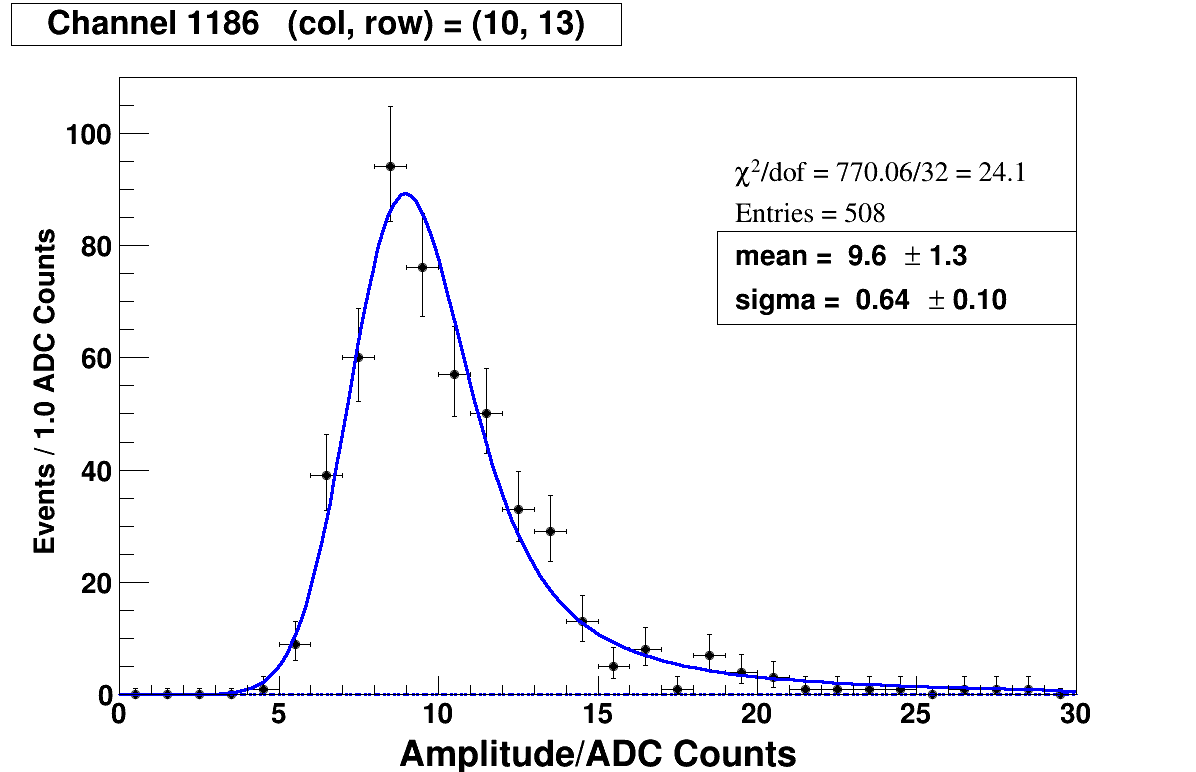 Channel 1186 (col, row) = (10, 13)
χ²/dof = 770.06/32 = 24.1
Entries = 508
mean = 9.6 ± 1.3
sigma = 0.64 ± 0.10
Events / 1.0 ADC Counts
100
80
60
40
20
0
0 5 10 15 20 25 30
Amplitude/ADC Counts